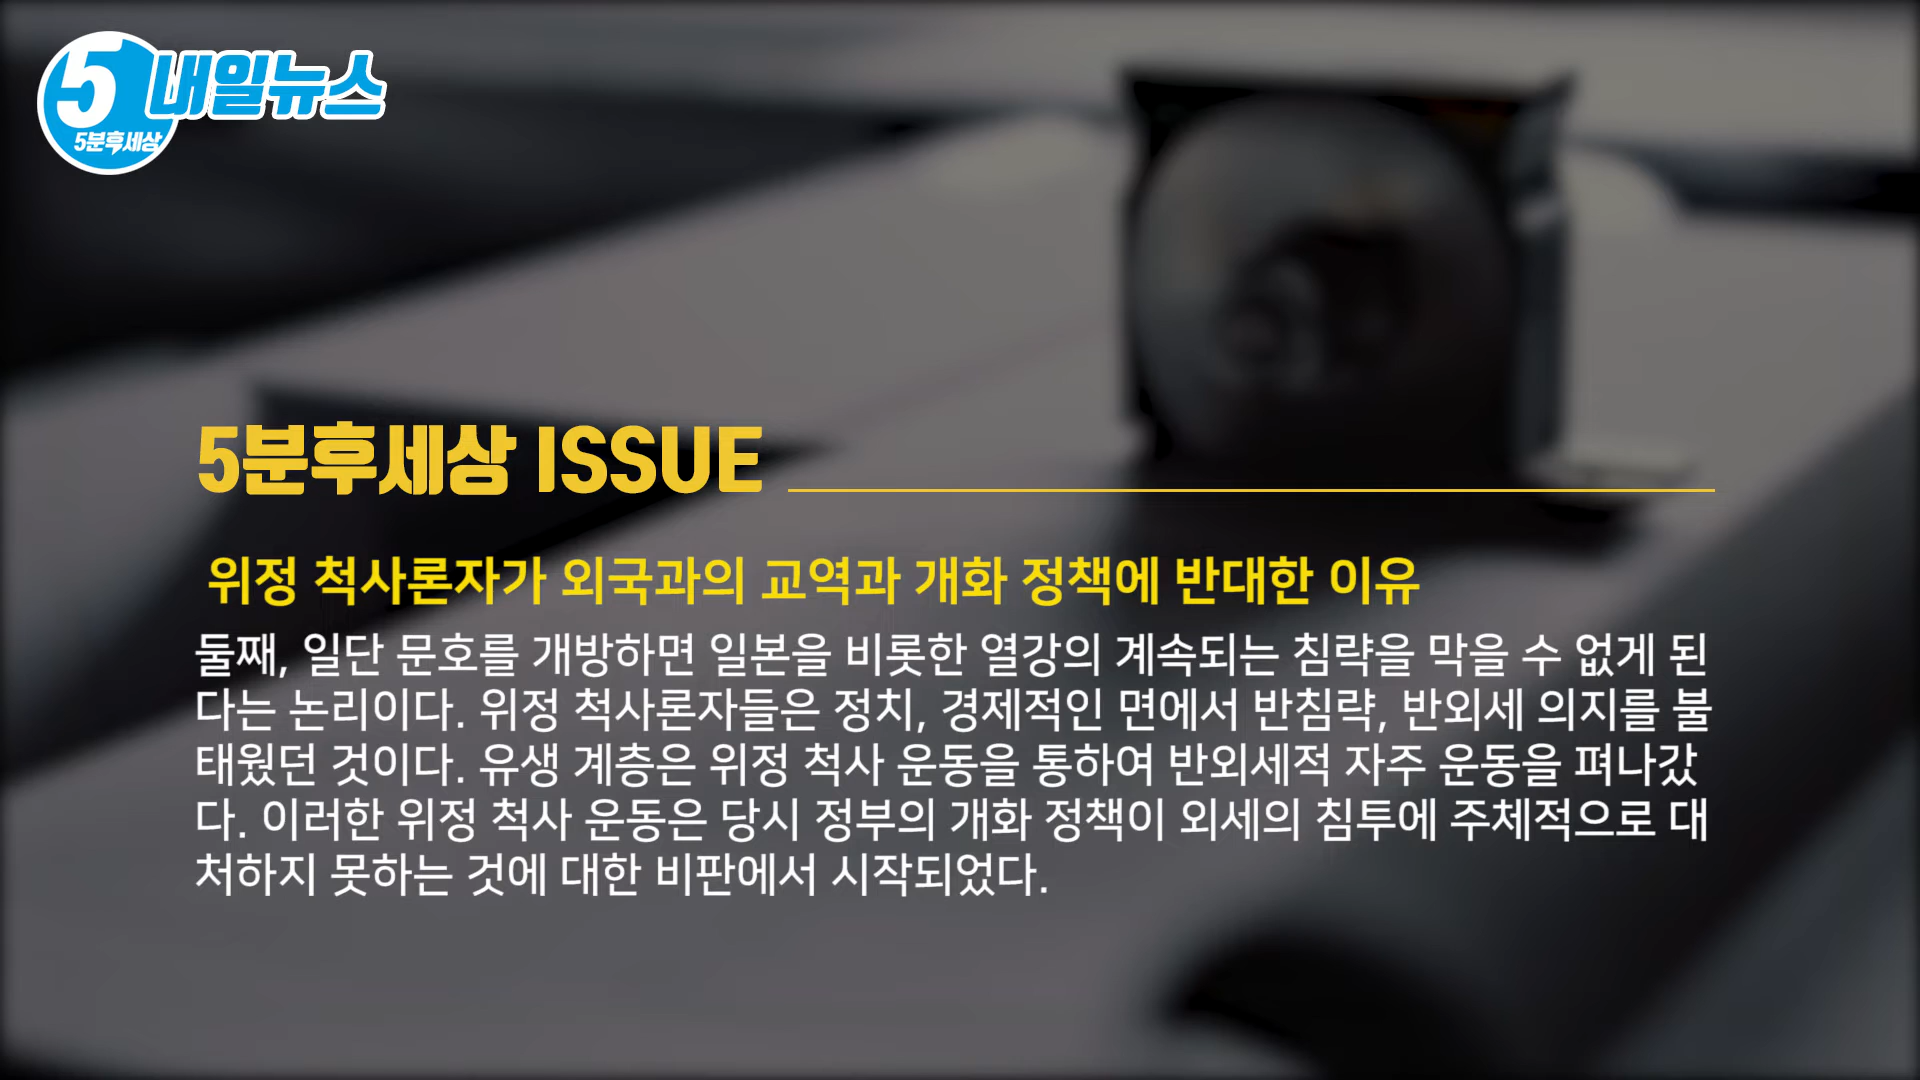 5 내일뉴스
5분후세상
5분후세상 ISSUE
위정 척사론자가 외국과의 교역과 개화 정책에 반대한 이유
둘째, 일단 문호를 개방하면 일본을 비롯한 열강의 계속되는 침략을 막을 수 없게 된
다는 논리이다. 위정 척사론자들은 정치, 경제적인 면에서 반침략, 반외세 의지를 불
태웠던 것이다. 유생 계층은 위정 척사 운동을 통하여 반외세적 자주 운동을 펴나갔
다. 이러한 위정 척사 운동은 당시 정부의 개화 정책이 외세의 침투에 주체적으로 대
처하지 못하는 것에 대한 비판에서 시작되었다.